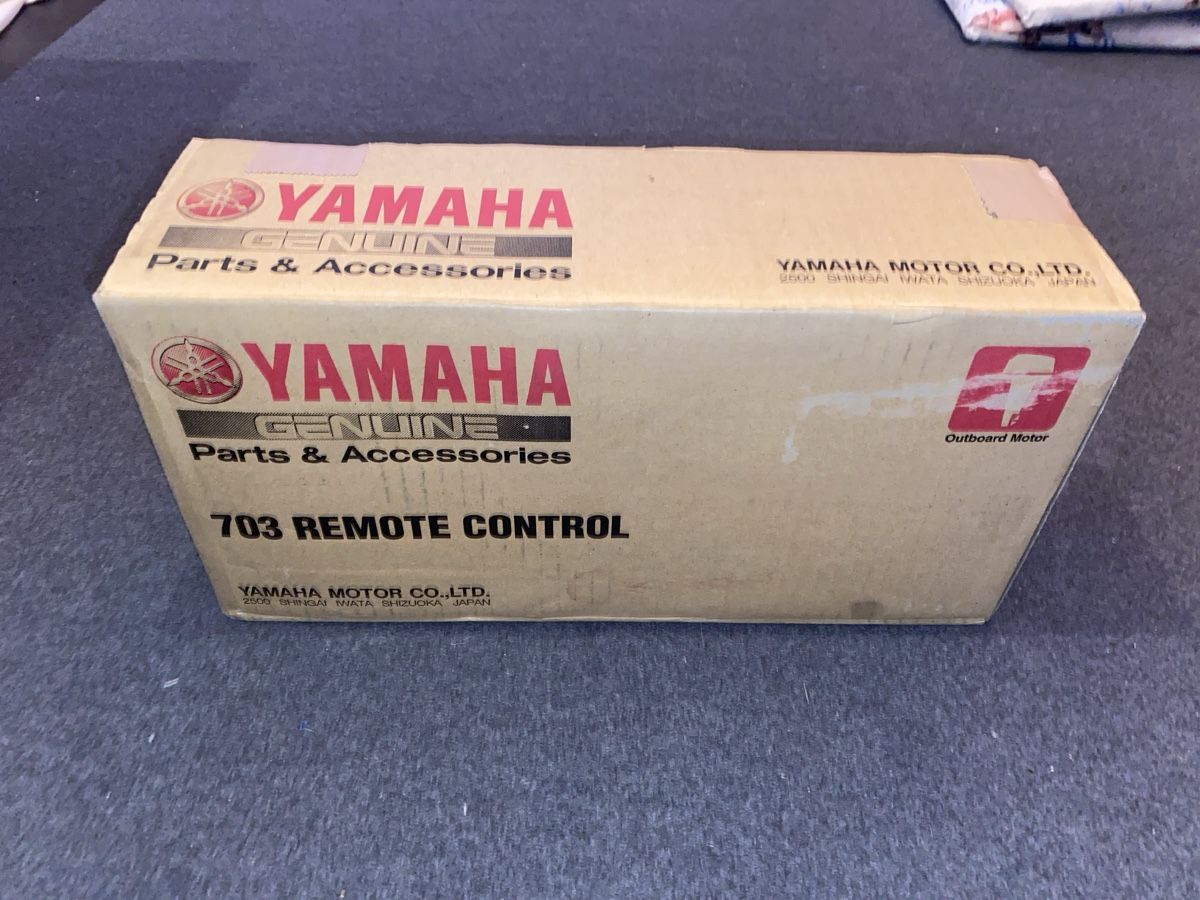 YAMAHA
GENUINE
Parts & Accessories
YAMAHA MOTOR CO.,LTD.
2500 SHINGAI IWATA SHIZUOKA JAPAN
YAMAHA
GENUINE
Parts & Accessories
Outboard Motor
703 REMOTE CONTROL
YAMAHA MOTOR CO.,LTD.
2500 SHINGAI IWATA SHIZUOKA JAPAN